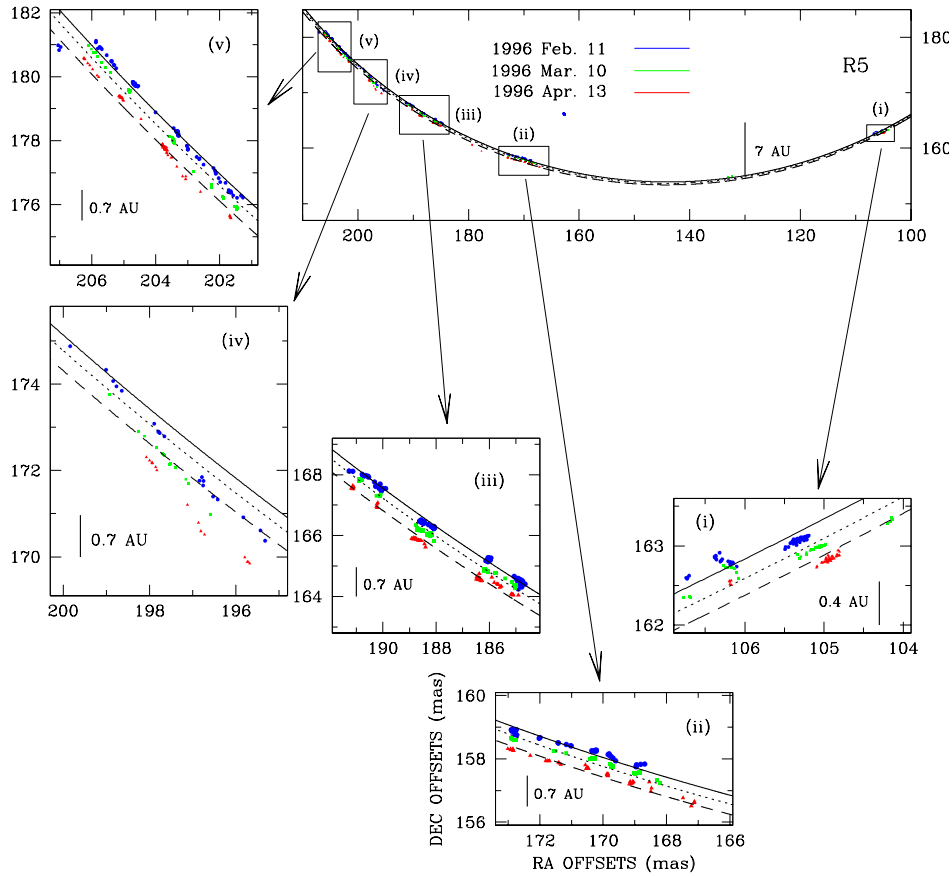 182
180
178
176
(v)
0.7 AU
206 204 202
(v)
(iv)
(iii)
(ii)
(i)
1996 Feb. 11
1996 Mar. 10
1996 Apr. 13
R5
7 AU
180
160
200 180 160 140 120 100
174
172
170
(iv)
0.7 AU
200 198 196
168
166
164
(iii)
0.7 AU
190 188 186
163
162
(i)
0.4 AU
106 105 104
160
158
156
(ii)
0.7 AU
172 170 168 166
DEC OFFSETS (mas)
RA OFFSETS (mas)